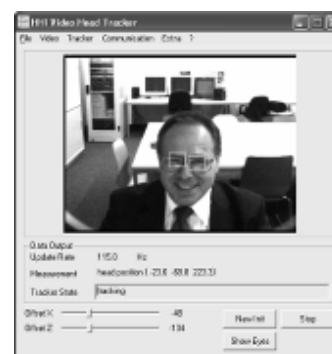 HHI Video Head Tracker
File Video Tracker Communication Extra ?
Data Output
Update Rate 115.0 Hz
Measurement head position ( -23.6 -88.8 223.3)
Tracker State tracking
Offset X -48
Offset Z -134
New Init Stop
Show Eyes